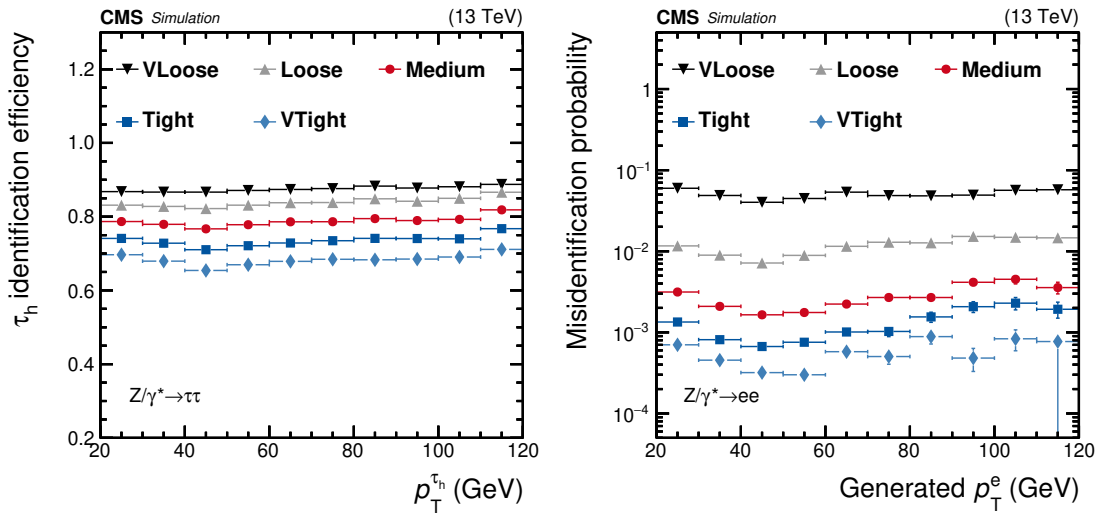 CMS Simulation (13 TeV)
τh identification efficiency
1.2
1.0
0.8
0.6
0.4
0.2
VLoose Loose Medium
Tight VTight
Z/γ*→ττ
20 40 60 80 100 120
pT^τh (GeV)
CMS Simulation (13 TeV)
Misidentification probability
1
10⁻¹
10⁻²
10⁻³
10⁻⁴
VLoose Loose Medium
Tight VTight
Z/γ*→ee
20 40 60 80 100 120
Generated pT^e (GeV)